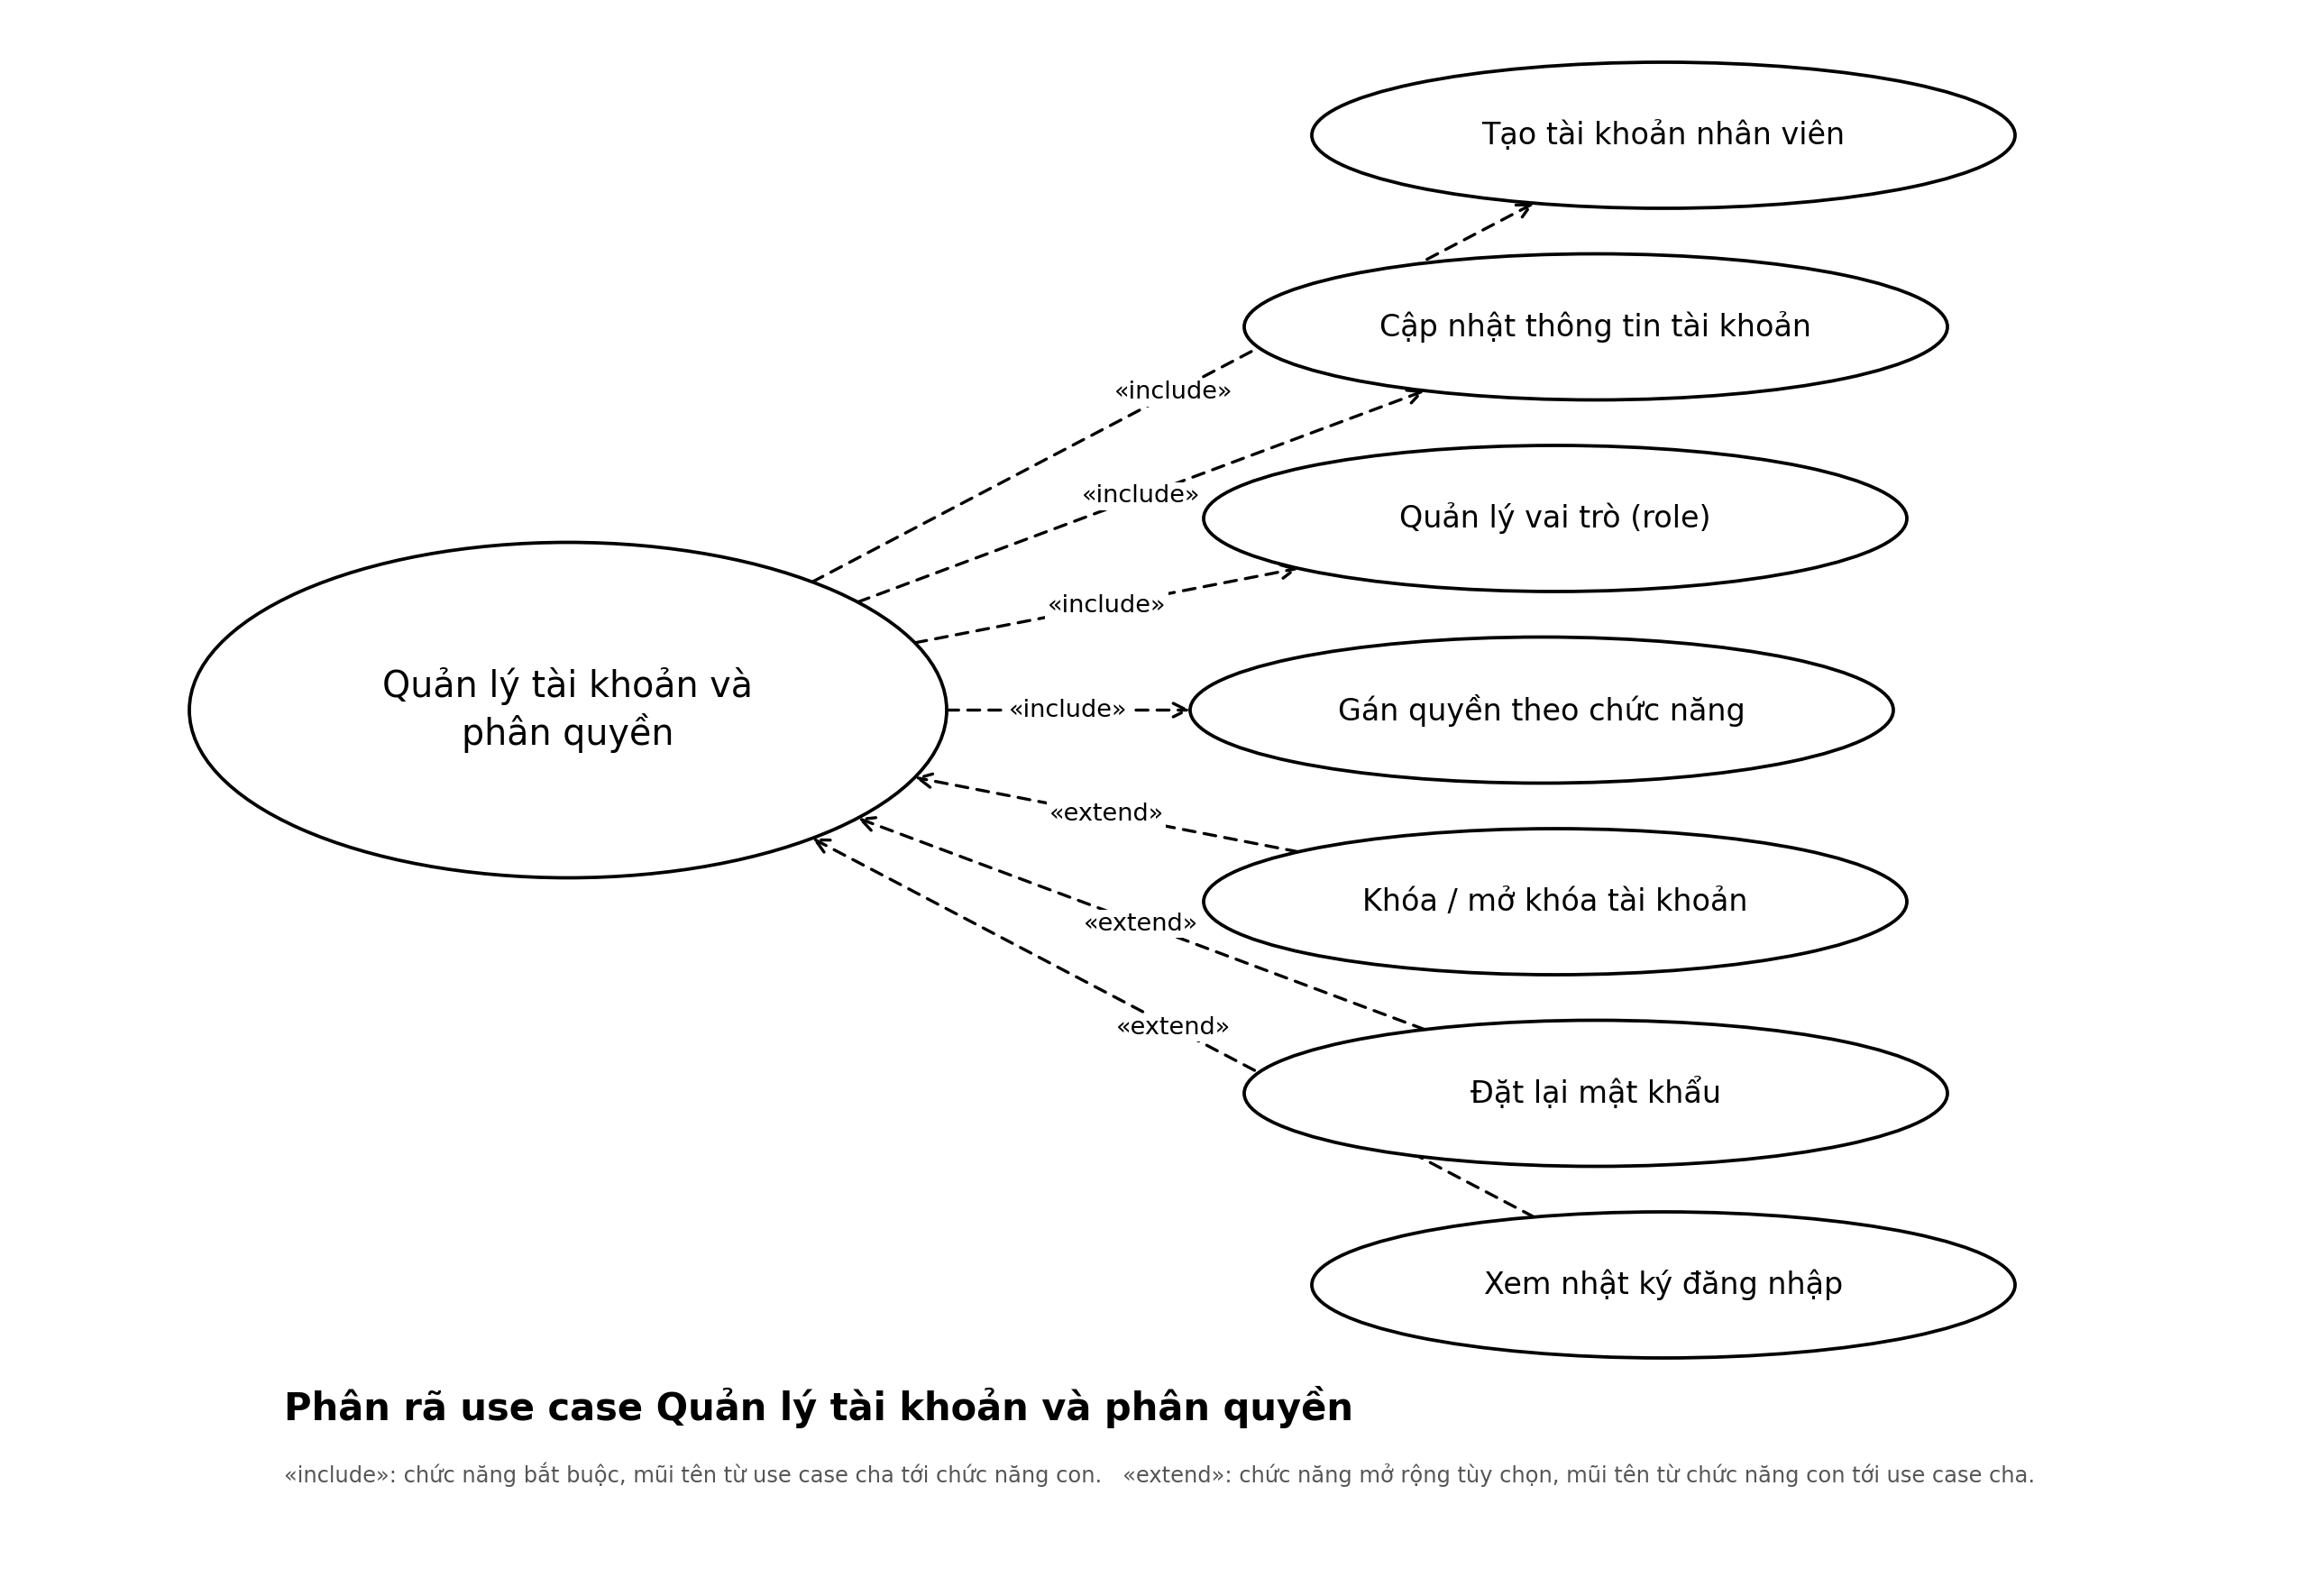 Tạo tài khoản nhân viên
Cập nhật thông tin tài khoản
«include»
«include»
Quản lý vai trò (role)
«include»
Quản lý tài khoản và
phân quyền
«include»
Gán quyền theo chức năng
«extend»
Khóa / mở khóa tài khoản
«extend»
«extend»
Đặt lại mật khẩu
Xem nhật ký đăng nhập
Phân rã use case Quản lý tài khoản và phân quyền
«include»: chức năng bắt buộc, mũi tên từ use case cha tới chức năng con. «extend»: chức năng mở rộng tùy chọn, mũi tên từ chức năng con tới use case cha.